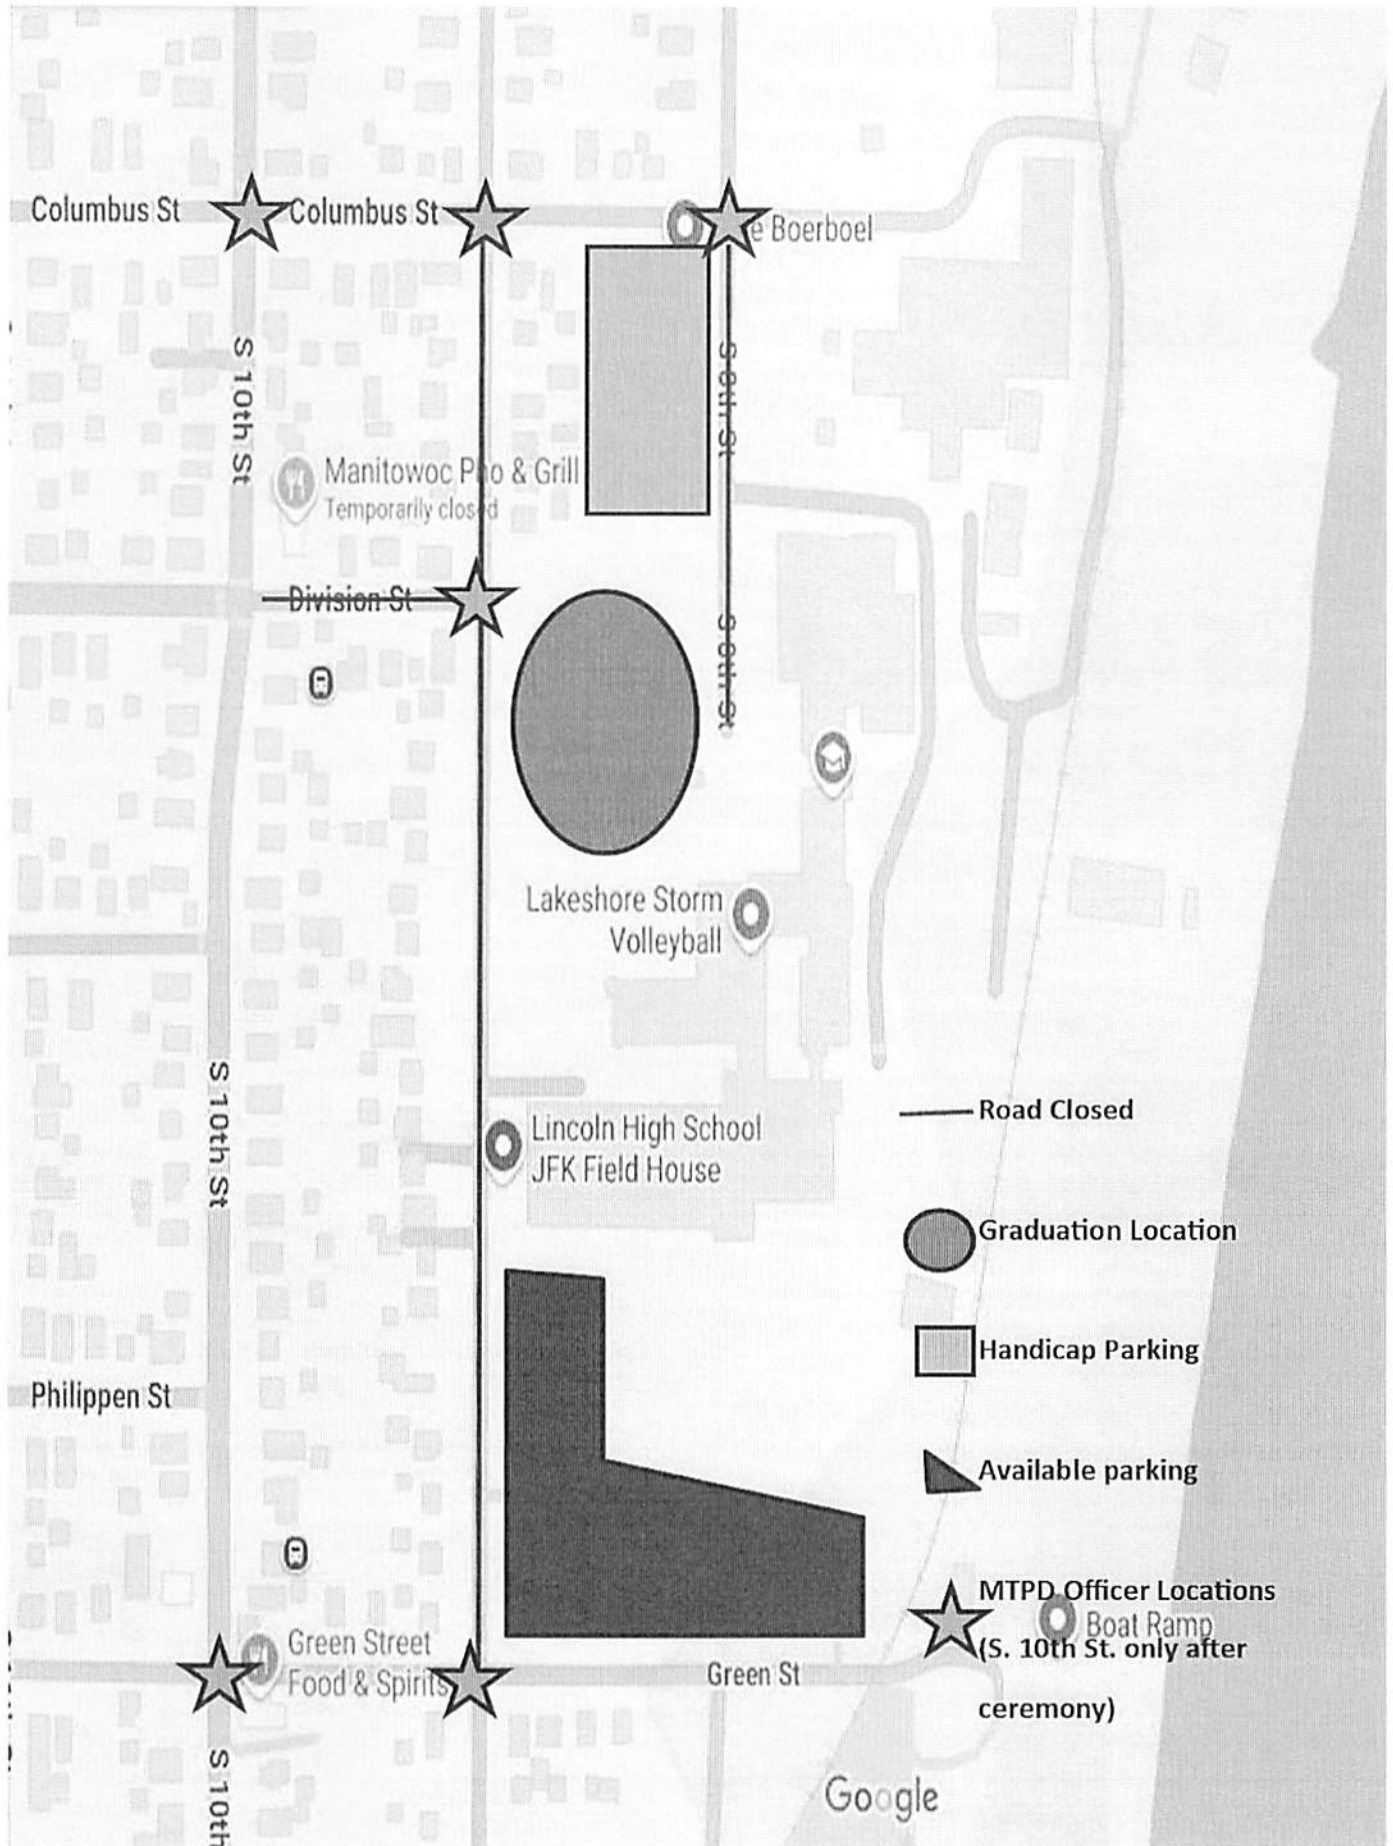 Columbus St
Columbus St
e Boerboel
S 10th St
S 8th St
Manitowoc Pho & Grill
Temporarily closed
Division St
S 8th St
Lakeshore Storm
Volleyball
S 10th St
Lincoln High School
JFK Field House
Road Closed
Graduation Location
Handicap Parking
Philippen St
Available parking
MTPD Officer Locations
Boat Ramp
(S. 10th St. only after
ceremony)
Green Street
Food & Spirits
Green St
S 10th
Google